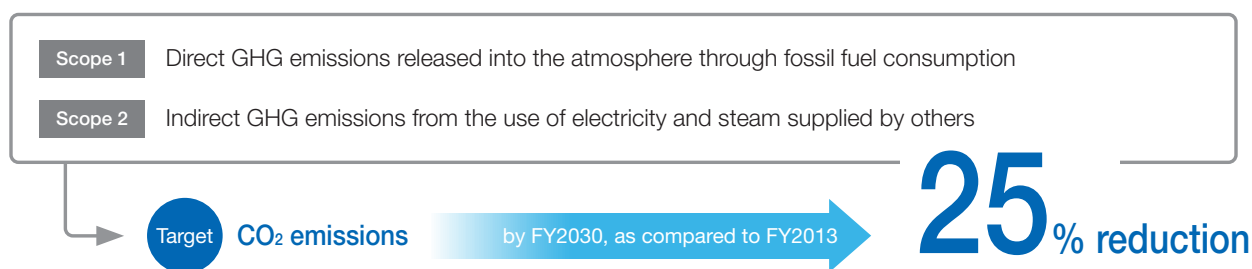 Scope 1 Direct GHG emissions released into the atmosphere through fossil fuel consumption
Scope 2 Indirect GHG emissions from the use of electricity and steam supplied by others
Target CO₂ emissions by FY2030, as compared to FY2013 25% reduction